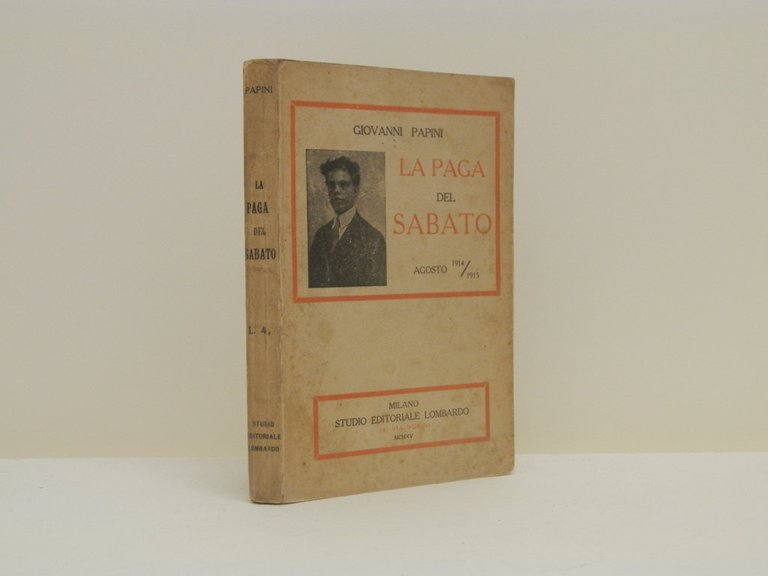 PAPINI
LA
PAGA
DEL
SABATO
L. 4,
STUDIO
EDITORIALE
LOMBARDO
GIOVANNI PAPINI
LA PAGA
DEL
SABATO
AGOSTO 1914/1915
MILANO
STUDIO EDITORIALE LOMBARDO
VIA
MCMXV